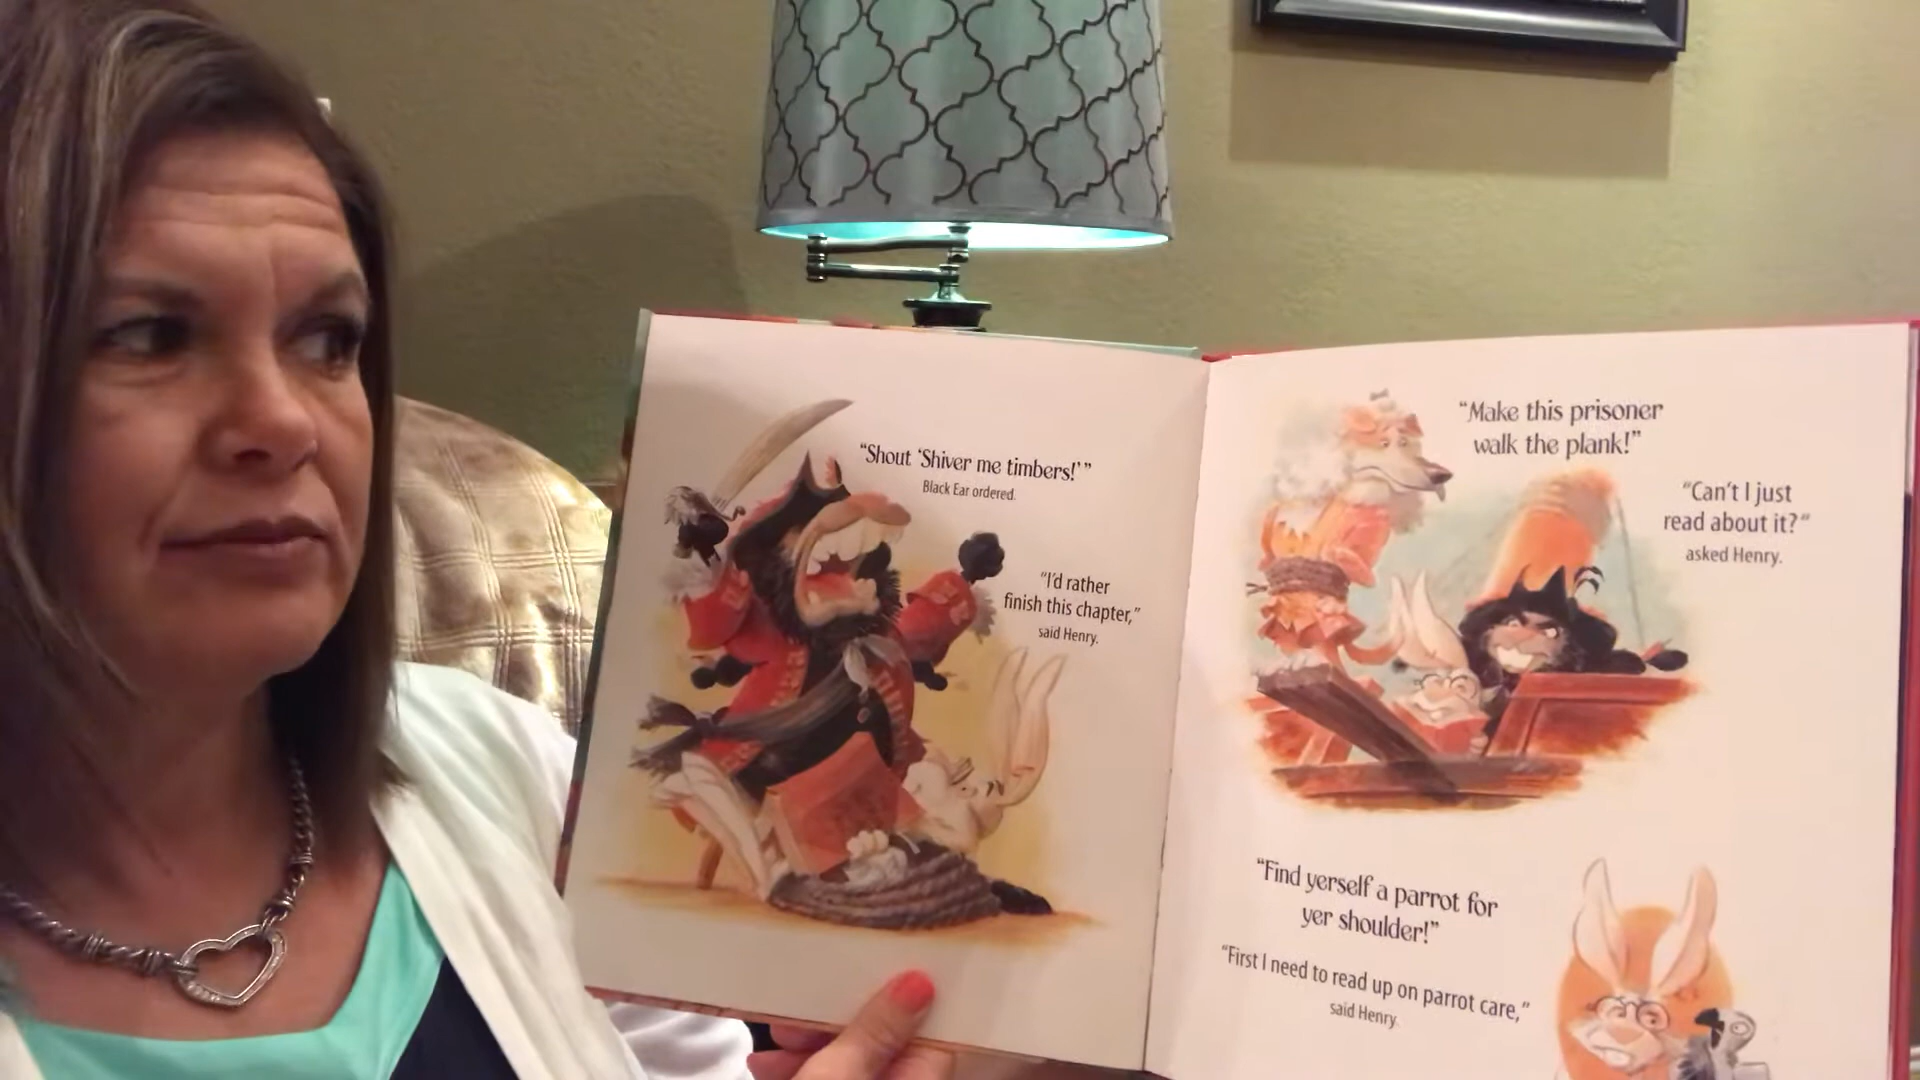 “Shout ‘Shiver me timbers!’”
Black Ear ordered.
“I’d rather
finish this chapter,”
said Henry.
“Make this prisoner
walk the plank!”
“Can’t I just
read about it?”
asked Henry.
“Find yerself a parrot for
yer shoulder!”
“First I need to read up on parrot care,”
said Henry.